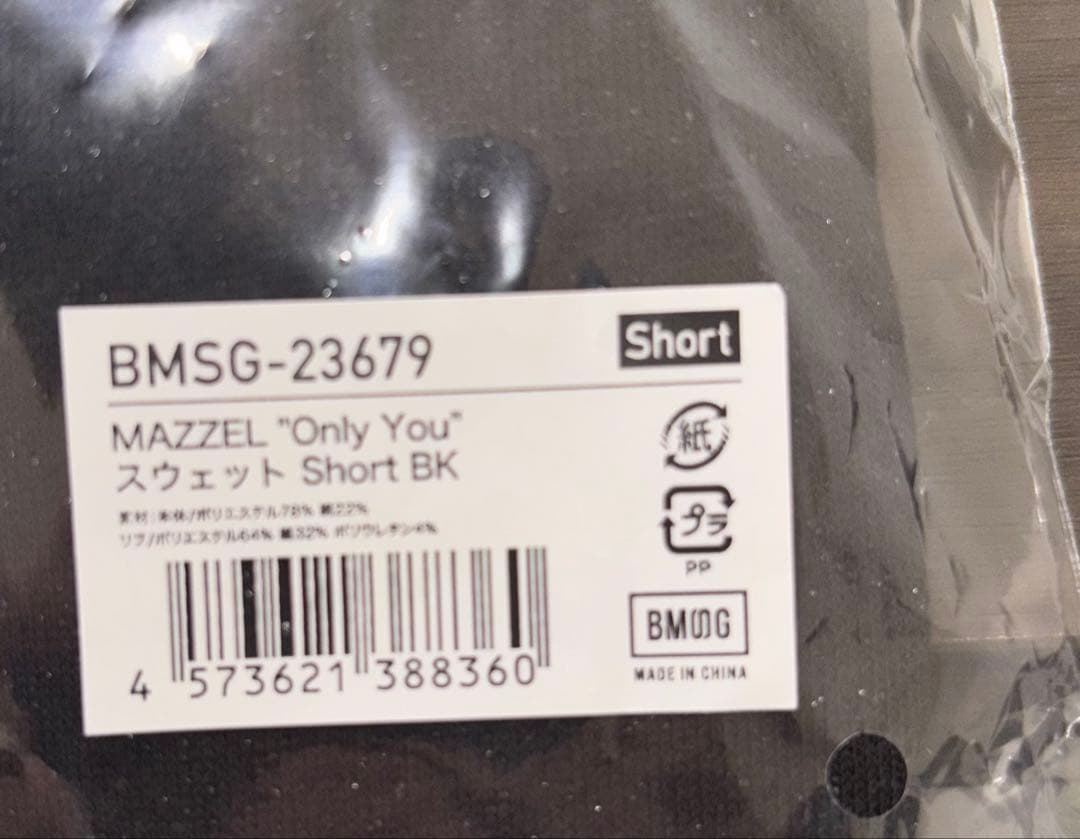 BMSG-23679
Short
MAZZEL "Only You"
スウェット Short BK
素材:本体/ポリエステル78% 綿22%
リブ/ポリエステル64% 綿32% ポリウレタン4%
紙
プラ
PP
4 573621 388360
BMSG
MADE IN CHINA